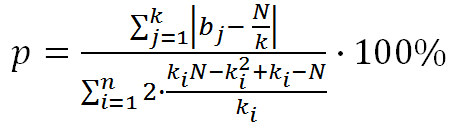 p = \frac{\sum_{j=1}^{k} \left| b_j - \frac{N}{k} \right|}{\sum_{i=1}^{n} 2 \cdot \frac{k_i N - k_i^2 + k_i - N}{k_i}} \cdot 100\%